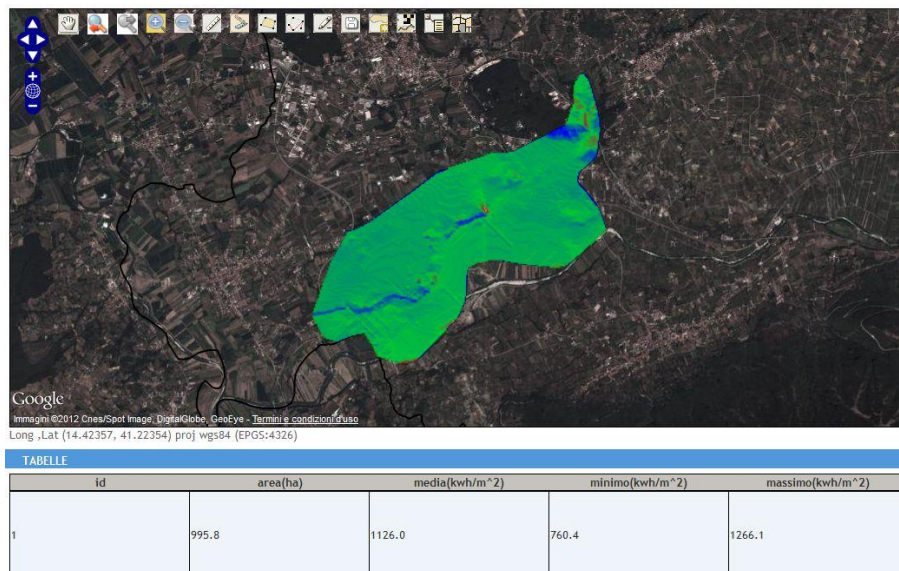 Google
Immagini ©2012 Cnes/Spot Image, DigitalGlobe, GeoEye - Termini e condizioni d'uso
Long ,Lat (14.42357, 41.22354) proj wgs84 (EPGS:4326)
TABELLE
id area(ha) media(kwh/m^2) minimo(kwh/m^2) massimo(kwh/m^2)
1 995.8 1126.0 760.4 1266.1